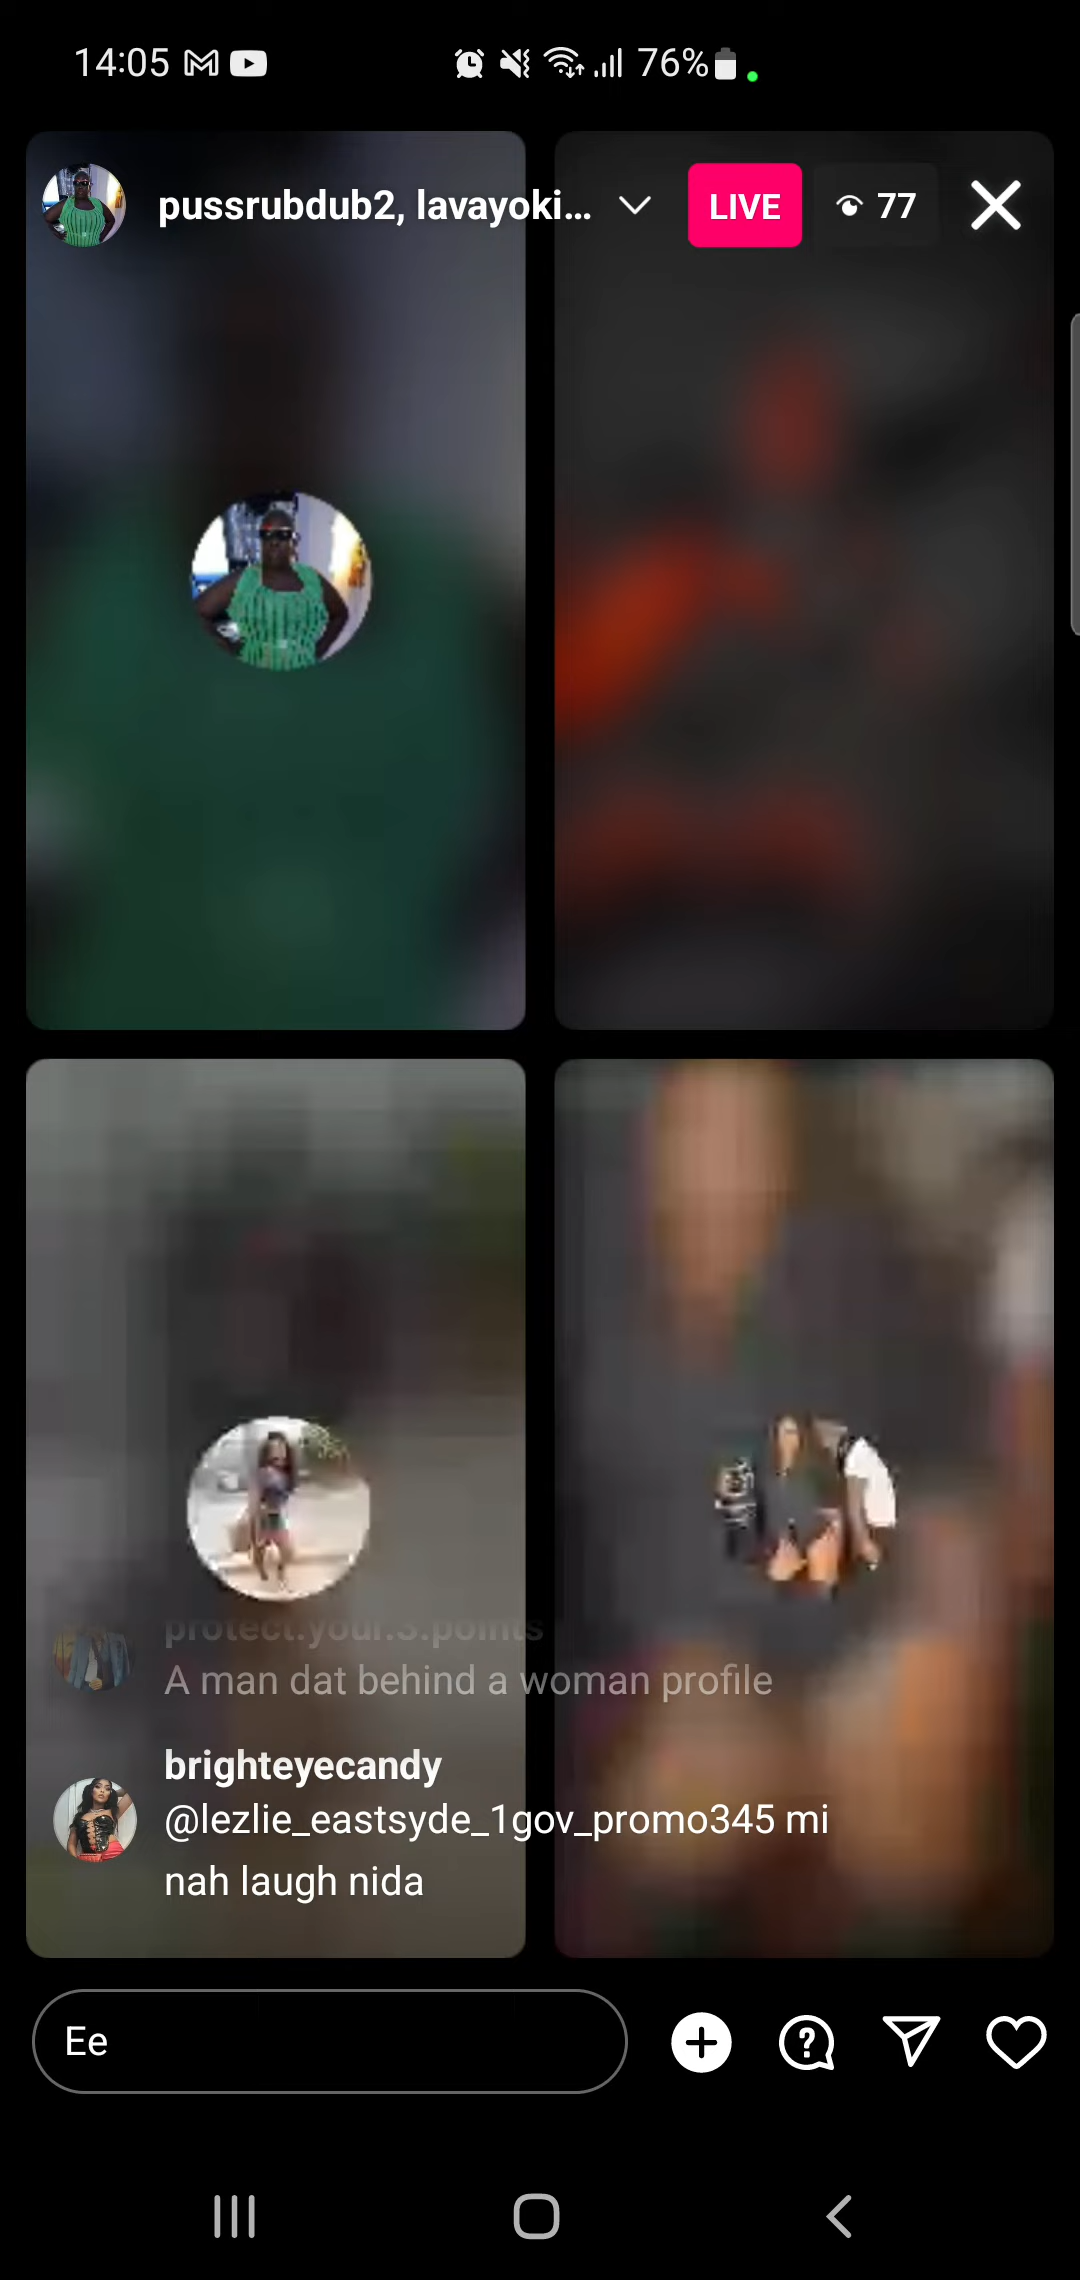 14:05 76%
pussrubdub2, lavayoki... LIVE 77
protect.your.3.points
A man dat behind a woman profile
brighteyecandy
@lezlie_eastsyde_1gov_promo345 mi
nah laugh nida
Ee